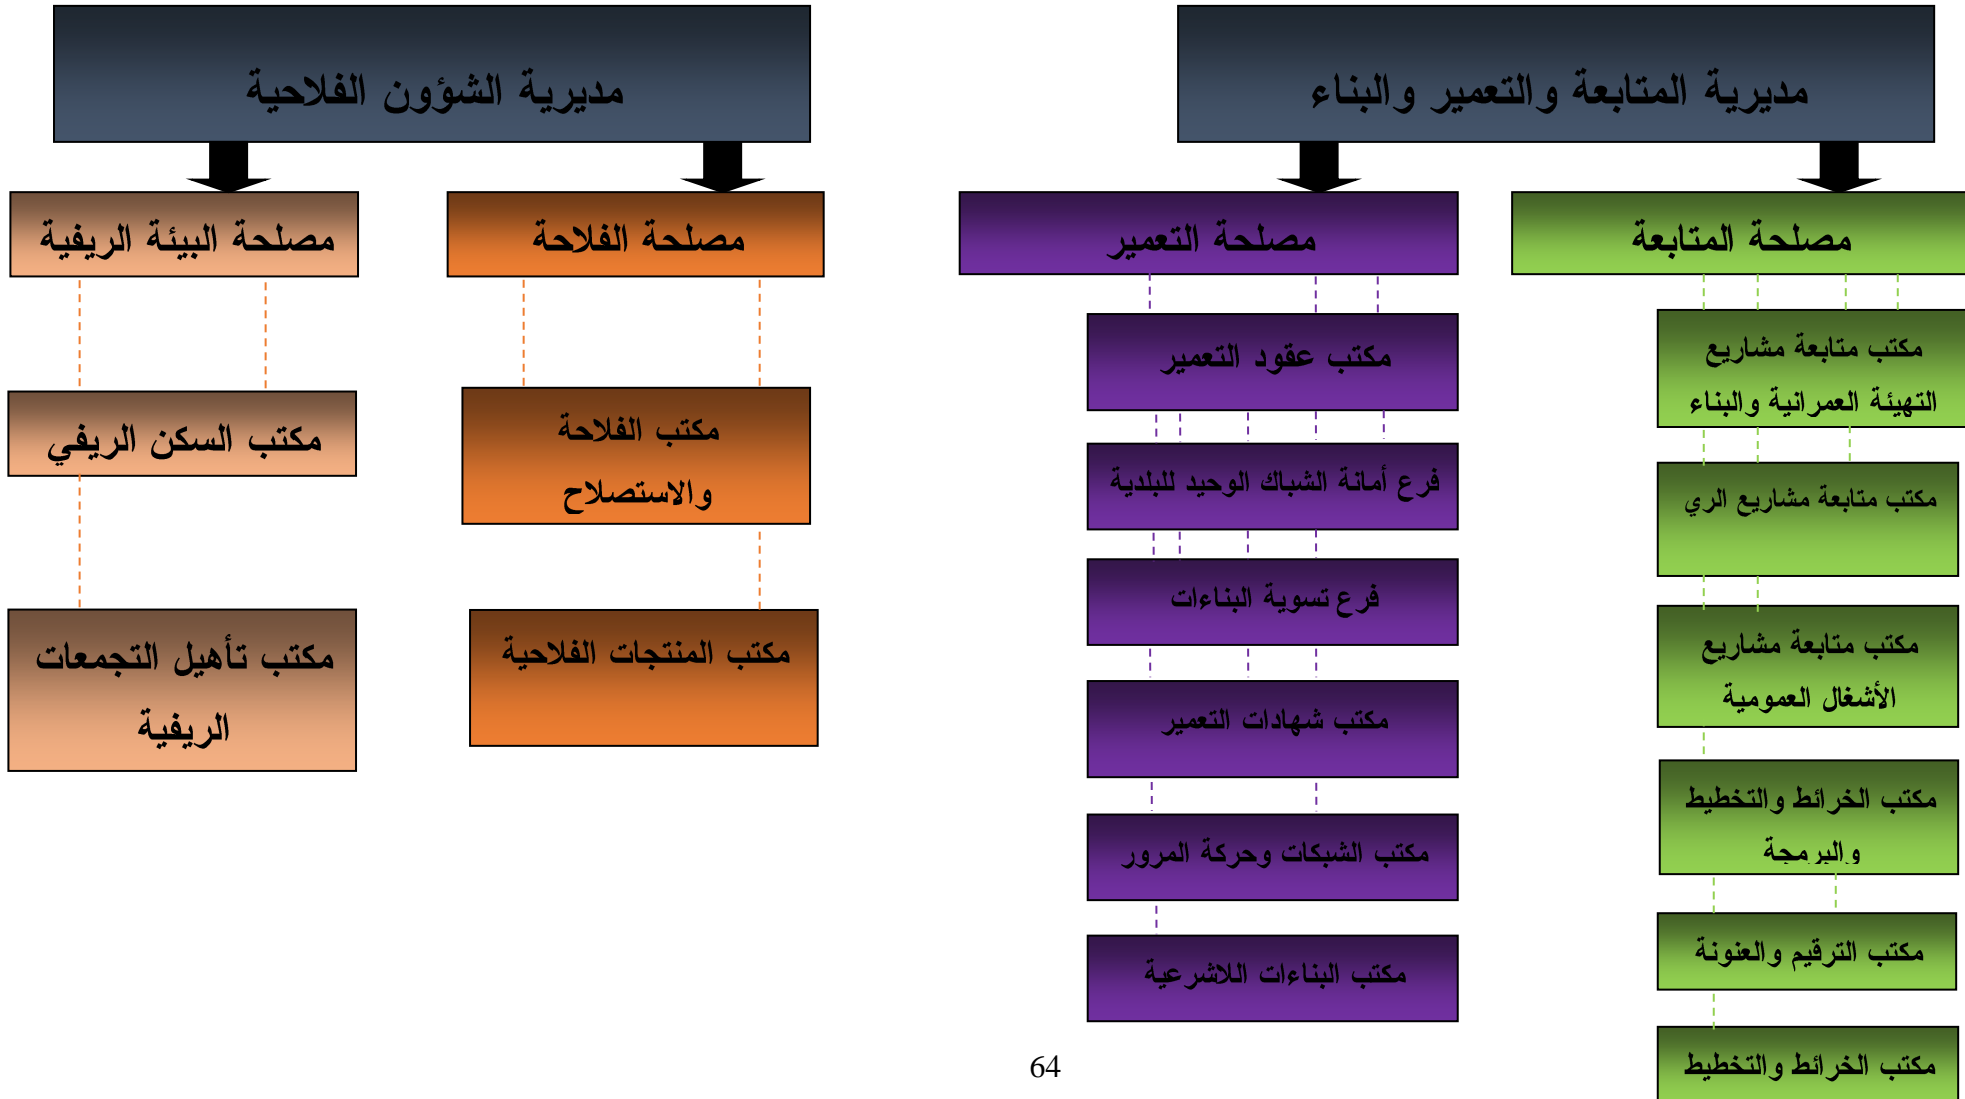 مديرية المتابعة والتعمير والبناء
مصلحة المتابعة
مكتب متابعة مشاريع
التهيئة العمرانية والبناء
مكتب متابعة مشاريع الري
مكتب متابعة مشاريع
الأشغال العمومية
مكتب الخرائط والتخطيط
والبرمجة
مكتب الترقيم والعنونة
مكتب الخرائط والتخطيط
مصلحة التعمير
مكتب عقود التعمير
فرع أمانة الشباك الوحيد للبلدية
فرع تسوية البناءات
مكتب شهادات التعمير
مكتب الشبكات وحركة المرور
مكتب البناءات اللاشرعية
مديرية الشؤون الفلاحية
مصلحة الفلاحة
مكتب الفلاحة
والاستصلاح
مكتب المنتجات الفلاحية
مصلحة البيئة الريفية
مكتب السكن الريفي
مكتب تأهيل التجمعات
الريفية
64